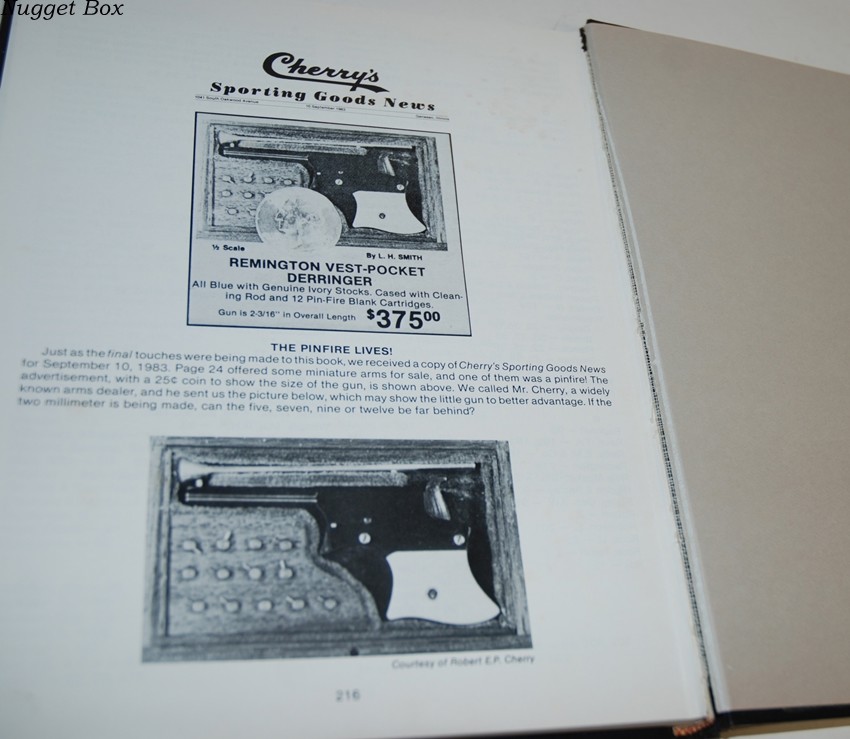 Nugget Box
Cherry's
Sporting Goods News
10 September 1983
½ Scale
By L. H. SMITH
REMINGTON VEST-POCKET
DERRINGER
All Blue with Genuine Ivory Stocks. Cased with Clean-
ing Rod and 12 Pin-Fire Blank Cartridges.
Gun is 2-3/16" in Overall Length $375⁰⁰
THE PINFIRE LIVES!
Just as the final touches were being made to this book, we received a copy of Cherry's Sporting Goods News
for September 10, 1983. Page 24 offered some miniature arms for sale, and one of them was a pinfire! The
advertisement, with a 25¢ coin to show the size of the gun, is shown above. We called Mr. Cherry, a widely
known arms dealer, and he sent us the picture below, which may show the little gun to better advantage. If the
two millimeter is being made, can the five, seven, nine or twelve be far behind?
Courtesy of Robert E.P. Cherry
216